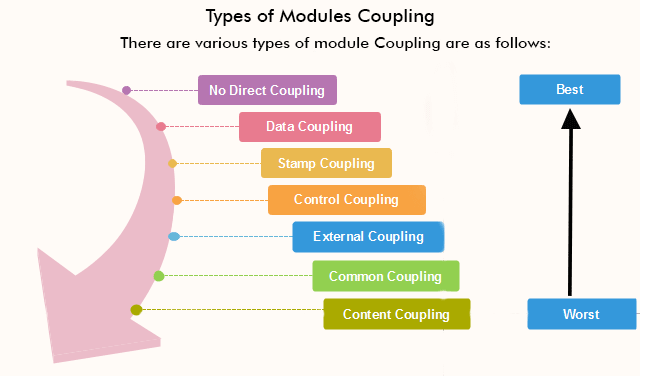 Types of Modules Coupling
There are various types of module Coupling are as follows:
No Direct Coupling
Best
Data Coupling
Stamp Coupling
Control Coupling
External Coupling
Common Coupling
Content Coupling
Worst